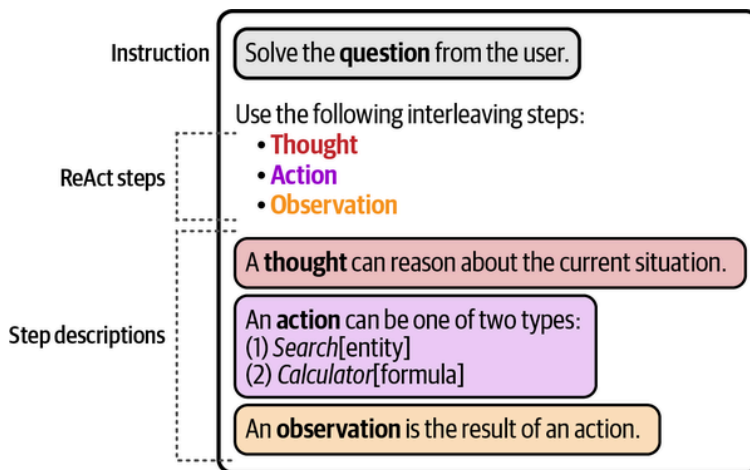 Instruction
Solve the question from the user.
Use the following interleaving steps:
ReAct steps
• Thought
• Action
• Observation
Step descriptions
A thought can reason about the current situation.
An action can be one of two types:
(1) Search[entity]
(2) Calculator[formula]
An observation is the result of an action.